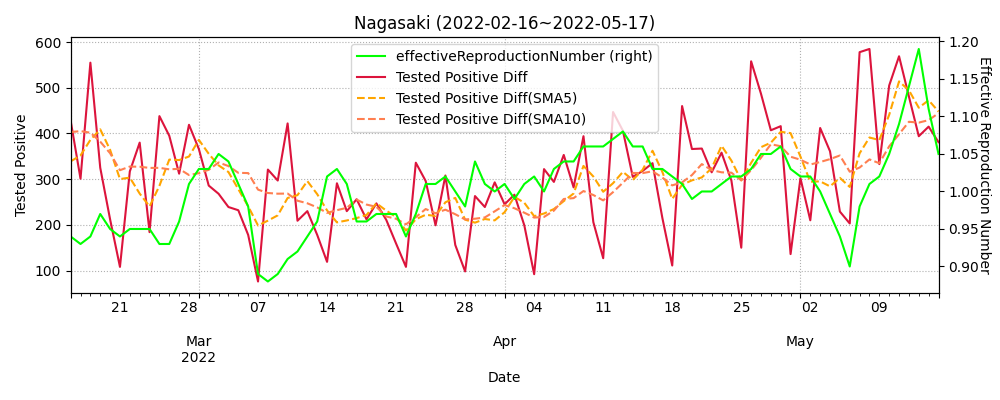 Nagasaki (2022-02-16~2022-05-17)
effectiveReproductionNumber (right)
Tested Positive Diff
Tested Positive Diff(SMA5)
Tested Positive Diff(SMA10)
Tested Positive
600
500
400
300
200
100
1.20
1.15
1.10
1.05
1.00
0.95
0.90
Effective Reproduction Number
21 28 07 14 21 28 04 11 18 25 02 09
Mar Apr May
2022
Date